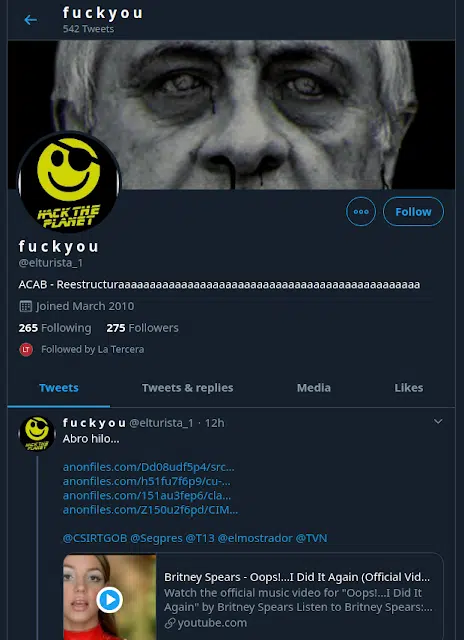 f u c k y o u
542 Tweets
HACK THE
PLANET
Follow
f u c k y o u
@elturista_1
ACAB - Reestructuraaaaaaaaaaaaaaaaaaaaaaaaaaaaaaaaaaaaaaaaaaaaaaaaa
Joined March 2010
265 Following 275 Followers
LT Followed by La Tercera
Tweets Tweets & replies Media Likes
f u c k y o u @elturista_1 · 12h
Abro hilo...
anonfiles.com/Dd08udf5p4/src...
anonfiles.com/h51fu7f6p9/cu-...
anonfiles.com/151au3fep6/cla...
anonfiles.com/Z150u2f6pd/CIM...
@CSIRTGOB @Segpres @T13 @elmostrador @TVN
Britney Spears - Oops!...I Did It Again (Official Vid...
Watch the official music video for "Oops!...I Did It
Again" by Britney Spears Listen to Britney Spears:...
youtube.com